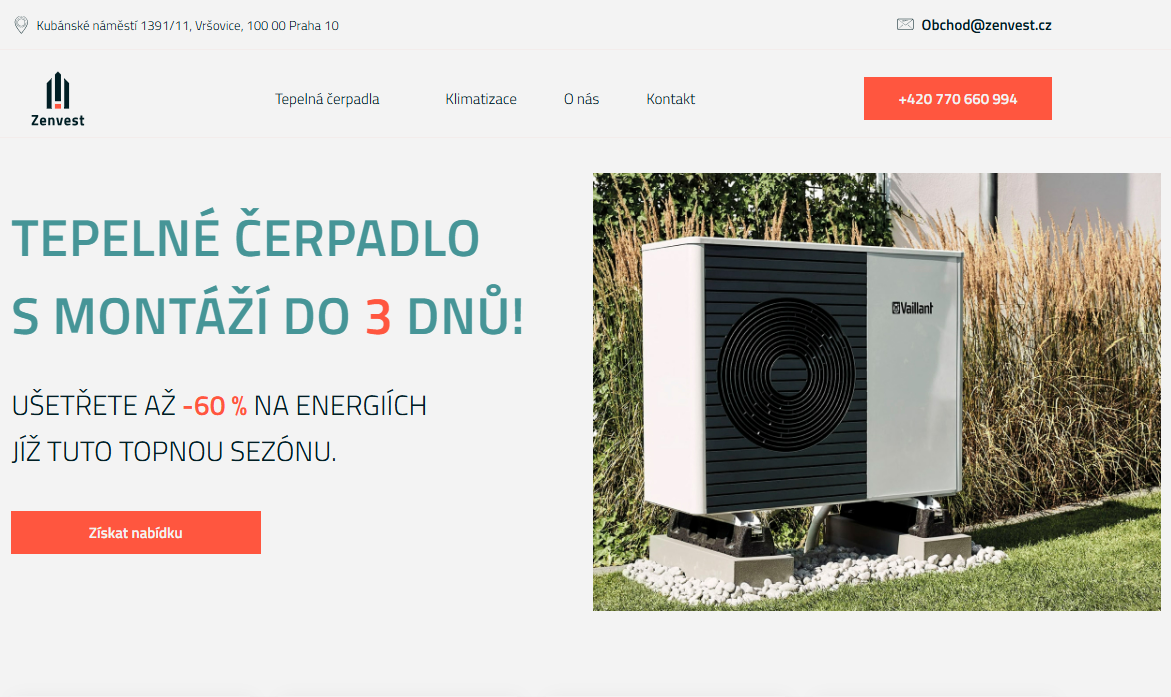 Kubánské náměstí 1391/11, Vršovice, 100 00 Praha 10
Obchod@zenvest.cz
Zenvest
Tepelná čerpadla
Klimatizace
O nás
Kontakt
+420 770 660 994
TEPELNÉ ČERPADLO
S MONTÁŽÍ DO 3 DNŮ!
UŠETŘETE AŽ -60 % NA ENERGIÍCH
JÍŽ TUTO TOPNOU SEZÓNU.
Získat nabídku
Vaillant